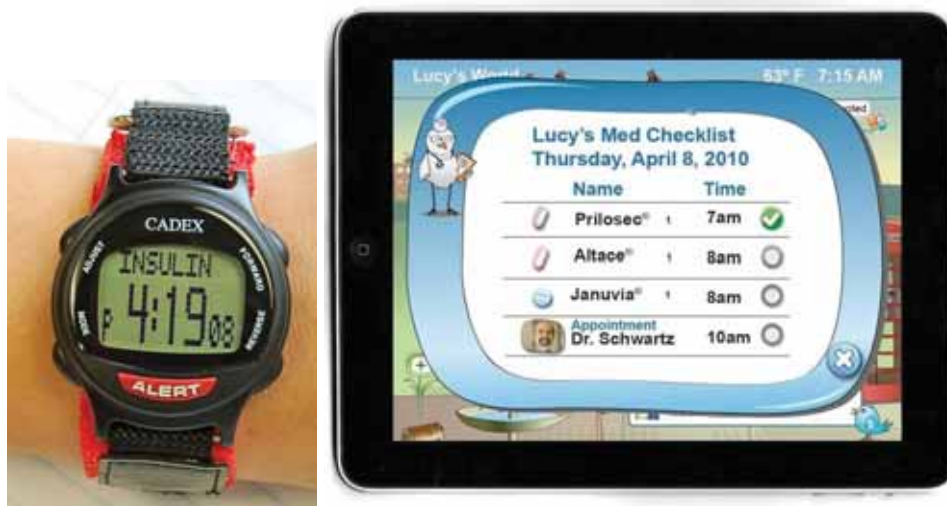 CADEX
ADJUST
FORWARD
INSULIN
P 4:19 08
MODE
REVERSE
ALERT
Lucy's World
63° F 7:15 AM
Lucy's Med Checklist
Thursday, April 8, 2010
Name Time
Prilosec® 1 7am
Altace® 1 8am
Januvia® 1 8am
Appointment
Dr. Schwartz 10am